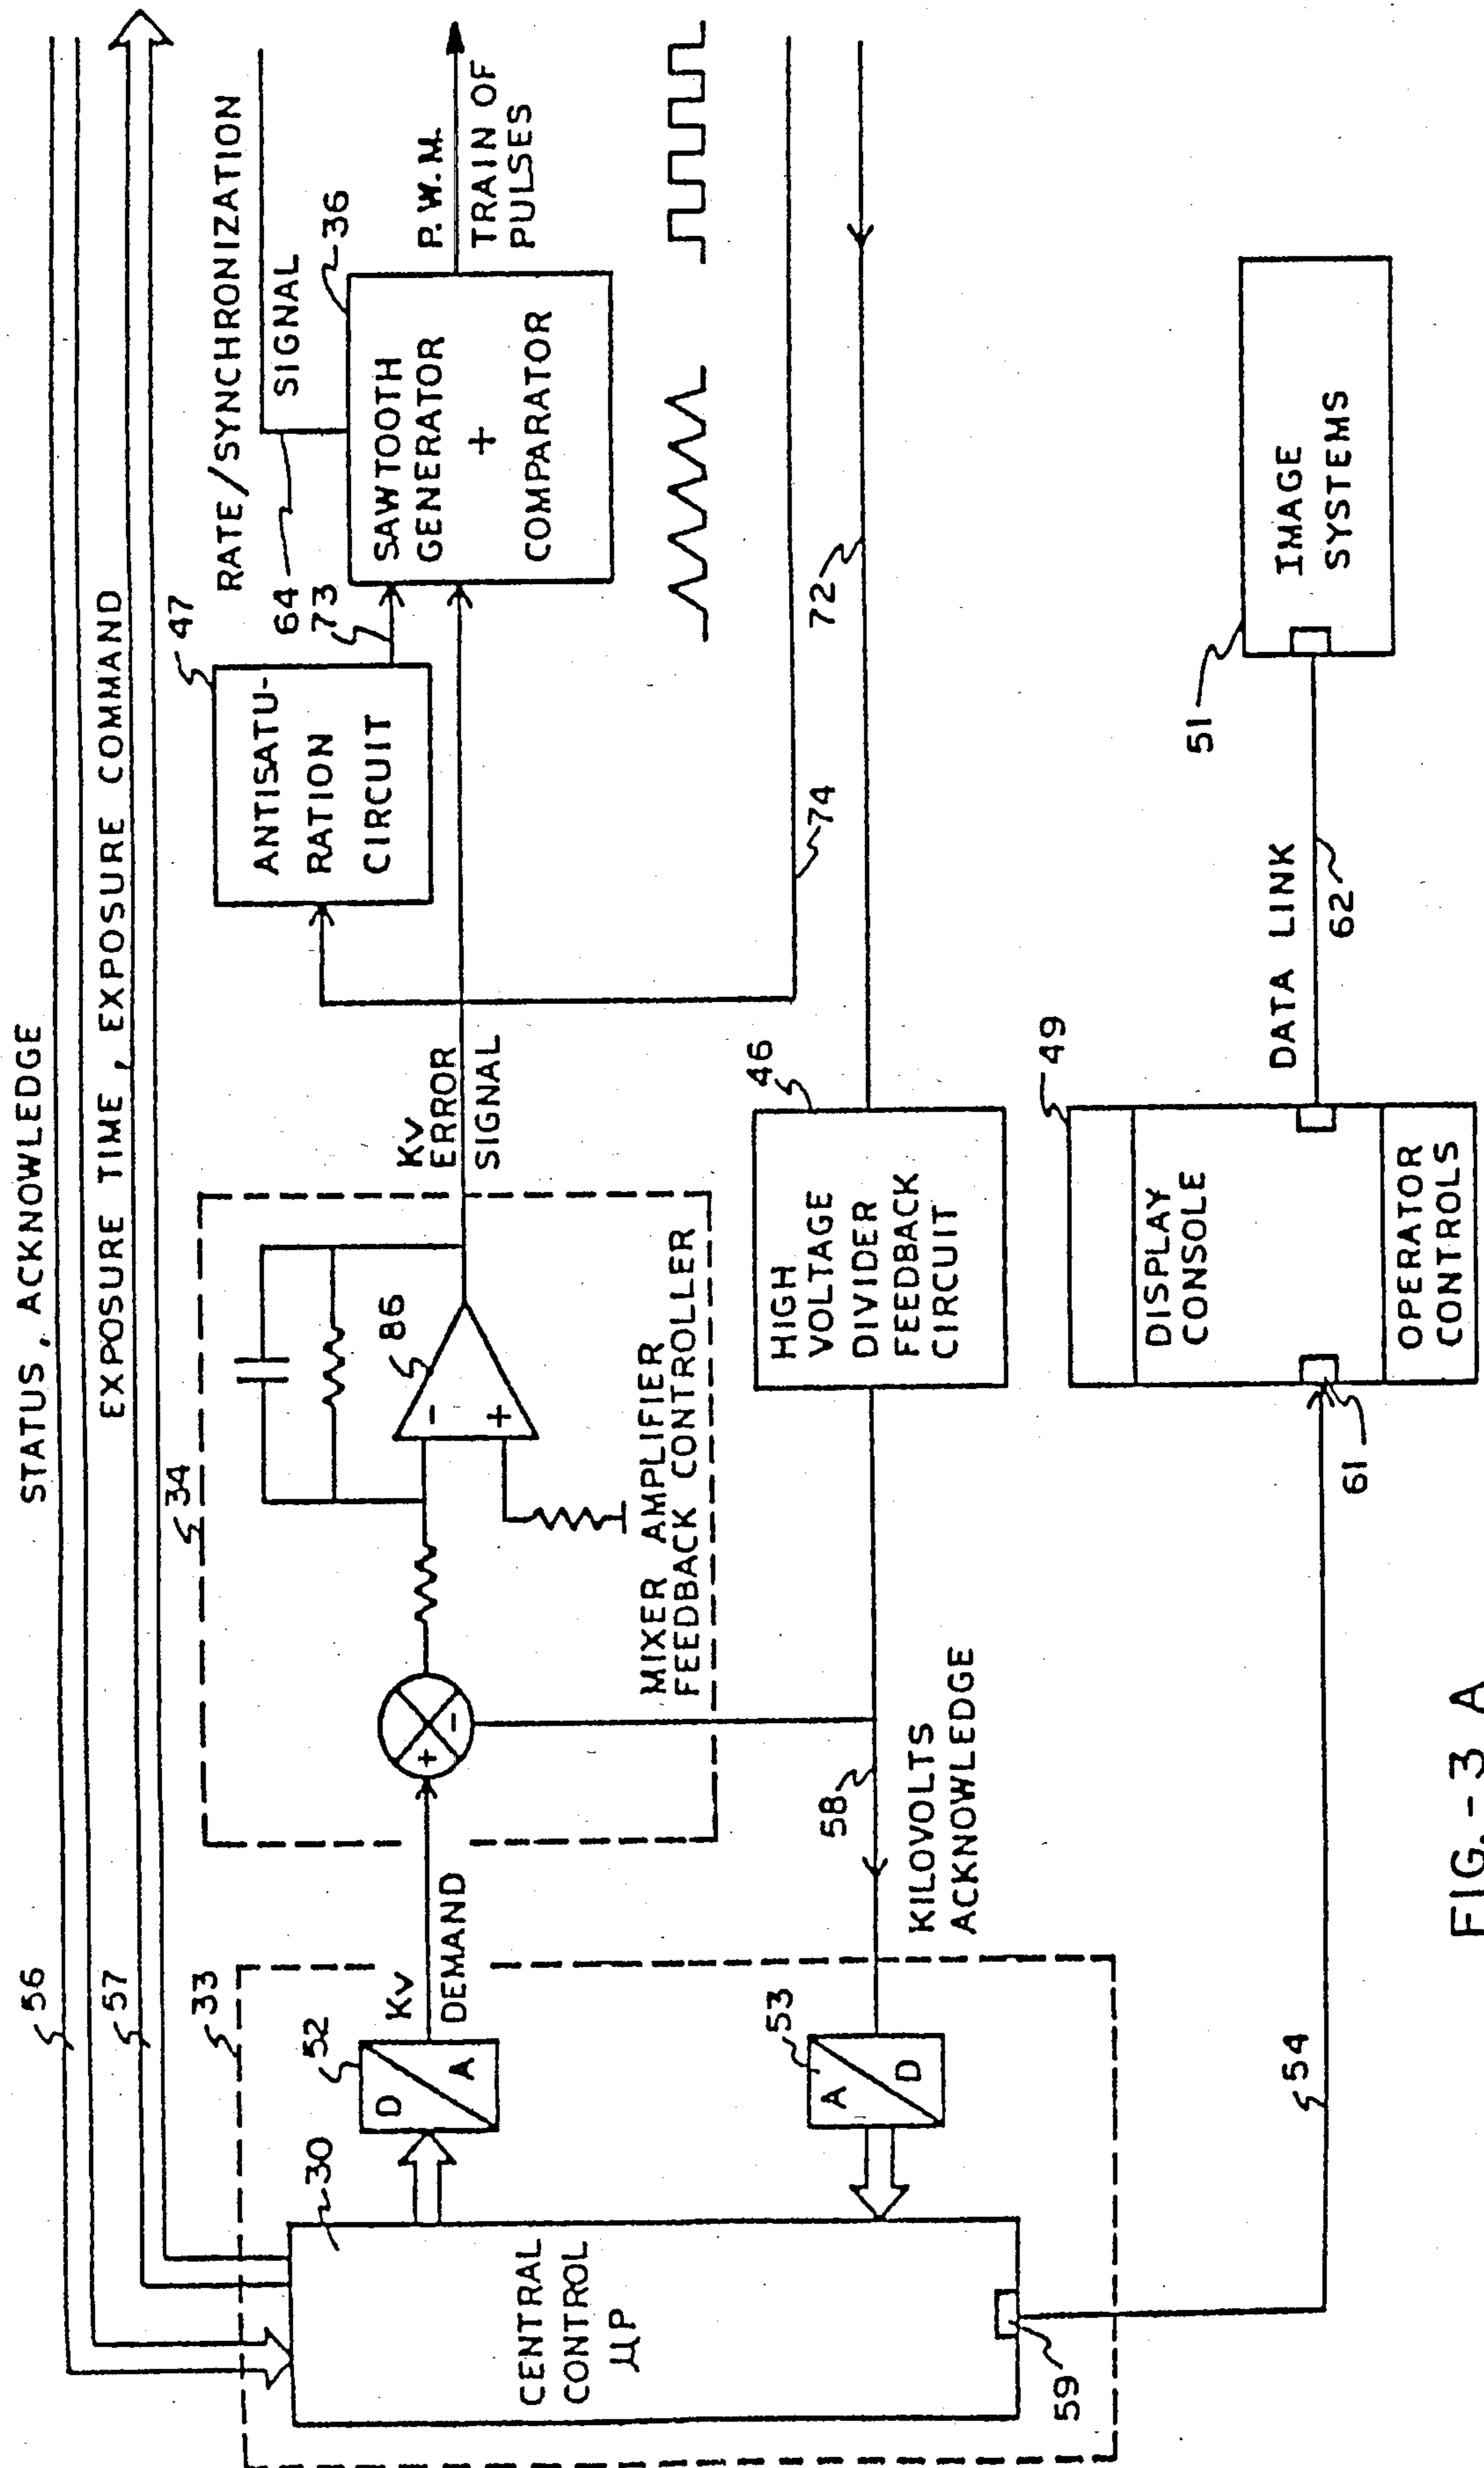 STATUS, ACKNOWLEDGE
56
EXPOSURE TIME, EXPOSURE COMMAND
57
33
34
47
RATE/SYNCHRONIZATION
SIGNAL
64
73
36
30
52
D
A
Kv
DEMAND
+
-
86
-
+
Kv
ERROR
SIGNAL
ANTISATU-
RATION
CIRCUIT
SAWTOOTH
GENERATOR
+
COMPARATOR
P.W.M.
TRAIN OF
PULSES
MIXER AMPLIFIER
FEEDBACK CONTROLLER
CENTRAL
CONTROL
μP
53
A
D
58
KILOVOLTS
ACKNOWLEDGE
46
HIGH
VOLTAGE
DIVIDER
FEEDBACK
CIRCUIT
74
72
59
54
61
49
DISPLAY
CONSOLE
OPERATOR
CONTROLS
DATA LINK
62
51
IMAGE
SYSTEMS
FIG.-3 A